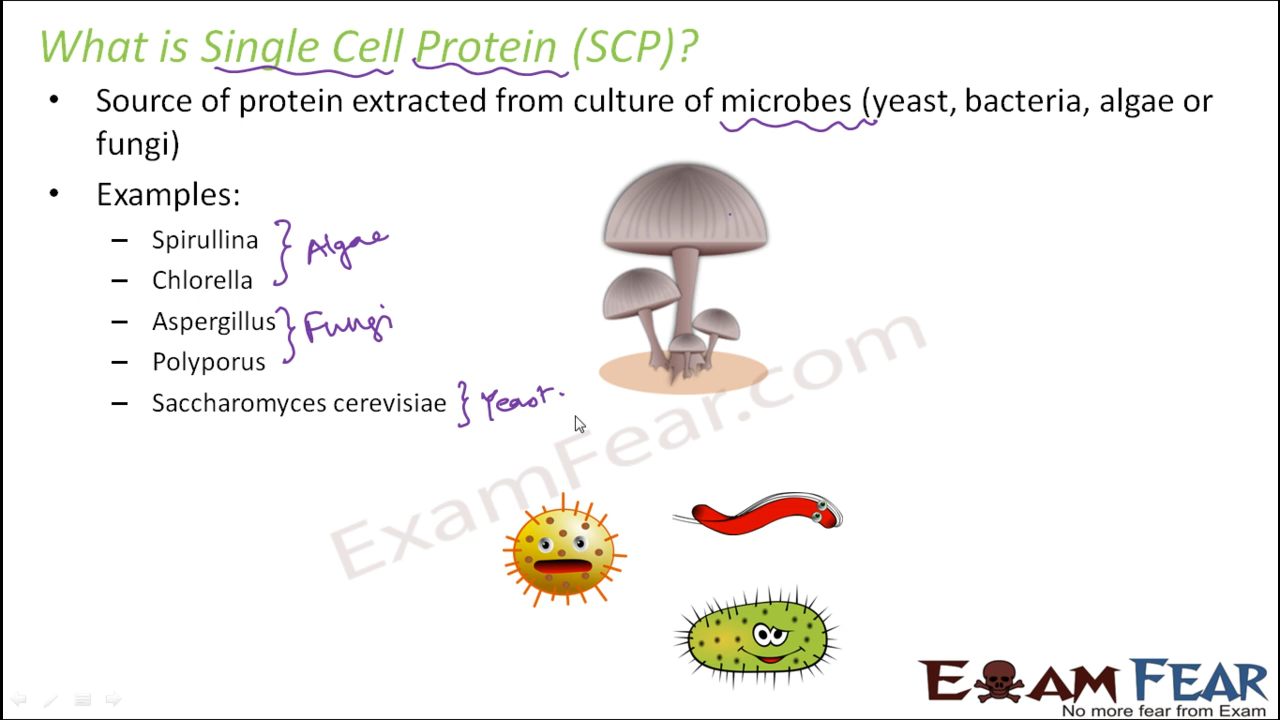 What is Single Cell Protein (SCP)?
• Source of protein extracted from culture of microbes (yeast, bacteria, algae or
fungi)
• Examples:
– Spirullina } Algae
– Chlorella
– Aspergillus } Fungi
– Polyporus
– Saccharomyces cerevisiae } Yeast.
ExamFear.com
EXAM FEAR
No more fear from Exam